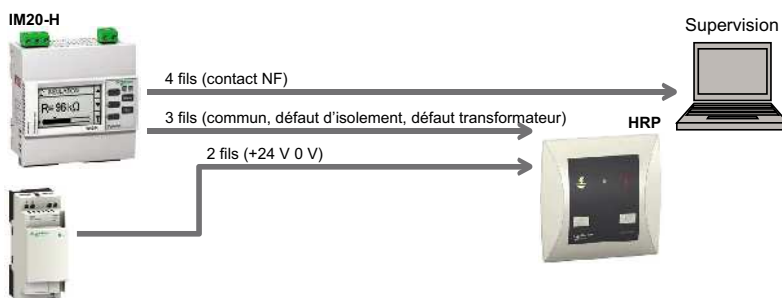 IM20-H
Supervision
4 fils (contact NF)
R= 96 kΩ
3 fils (commun, défaut d'isolement, défaut transformateur)
HRP
2 fils (+24 V 0 V)